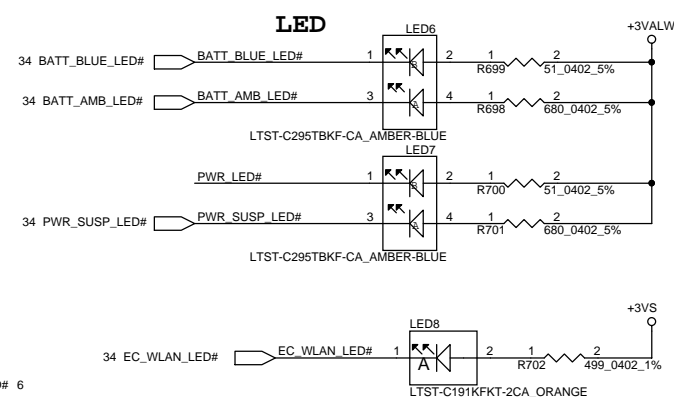 LED
LED6
+3VALW
34 BATT_BLUE_LED# BATT_BLUE_LED# 1 B 2 1 2
R699 51_0402_5%
34 BATT_AMB_LED# BATT_AMB_LED# 3 A 4 1 2
R698 680_0402_5%
LTST-C295TBKF-CA_AMBER-BLUE
LED7
PWR_LED# 1 B 2 1 2
R700 51_0402_5%
34 PWR_SUSP_LED# PWR_SUSP_LED# 3 A 4 1 2
R701 680_0402_5%
LTST-C295TBKF-CA_AMBER-BLUE
+3VS
LED8
34 EC_WLAN_LED# EC_WLAN_LED# 1 A 2 1 2
R702 499_0402_1%
LTST-C191KFKT-2CA_ORANGE
# 6